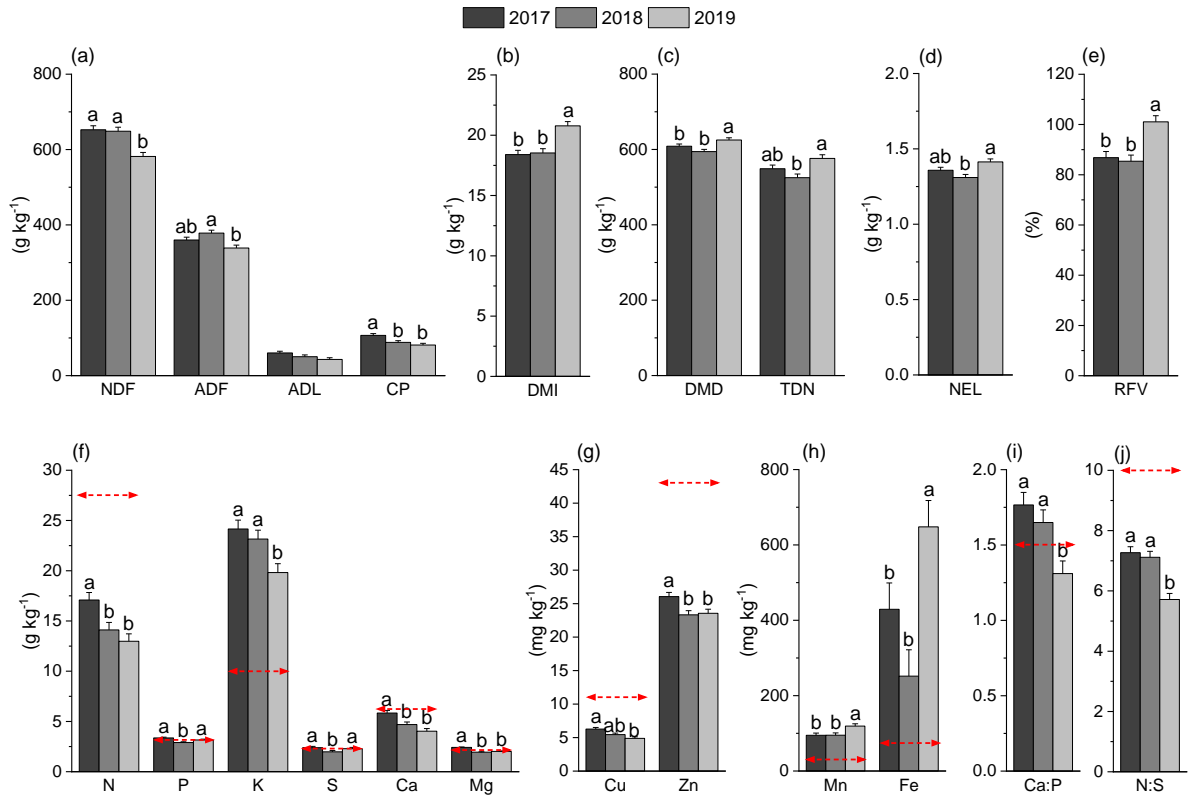 2017 2018 2019
(a) (b) (c) (d) (e)
800 25 800 2.0 120
a a b ab a b a b b b b a b b a ab b a ab b a b b a
600 20 600 1.5 100
400 15 400 1.0 80
200 10 200 0.5 60
0 5 0 0.0 40
0 20
0
(g kg-1) (g kg-1) (g kg-1) (g kg-1) (%)
NDF ADF ADL CP DMI DMD TDN NEL RFV
(f) (g) (h) (i) (j)
30 45 800 2.0 10
25 40 600 1.5 8
20 35 400 1.0 6
15 30 200 0.5 4
10 25 0 0.0 2
5 20 0
0 15
10
5
0
(g kg-1) (mg kg-1) (mg kg-1)
a b b a b a a a b a b a a b b a b b a ab b a b b b b a b b a a a b a a b
N P K S Ca Mg Cu Zn Mn Fe Ca:P N:S